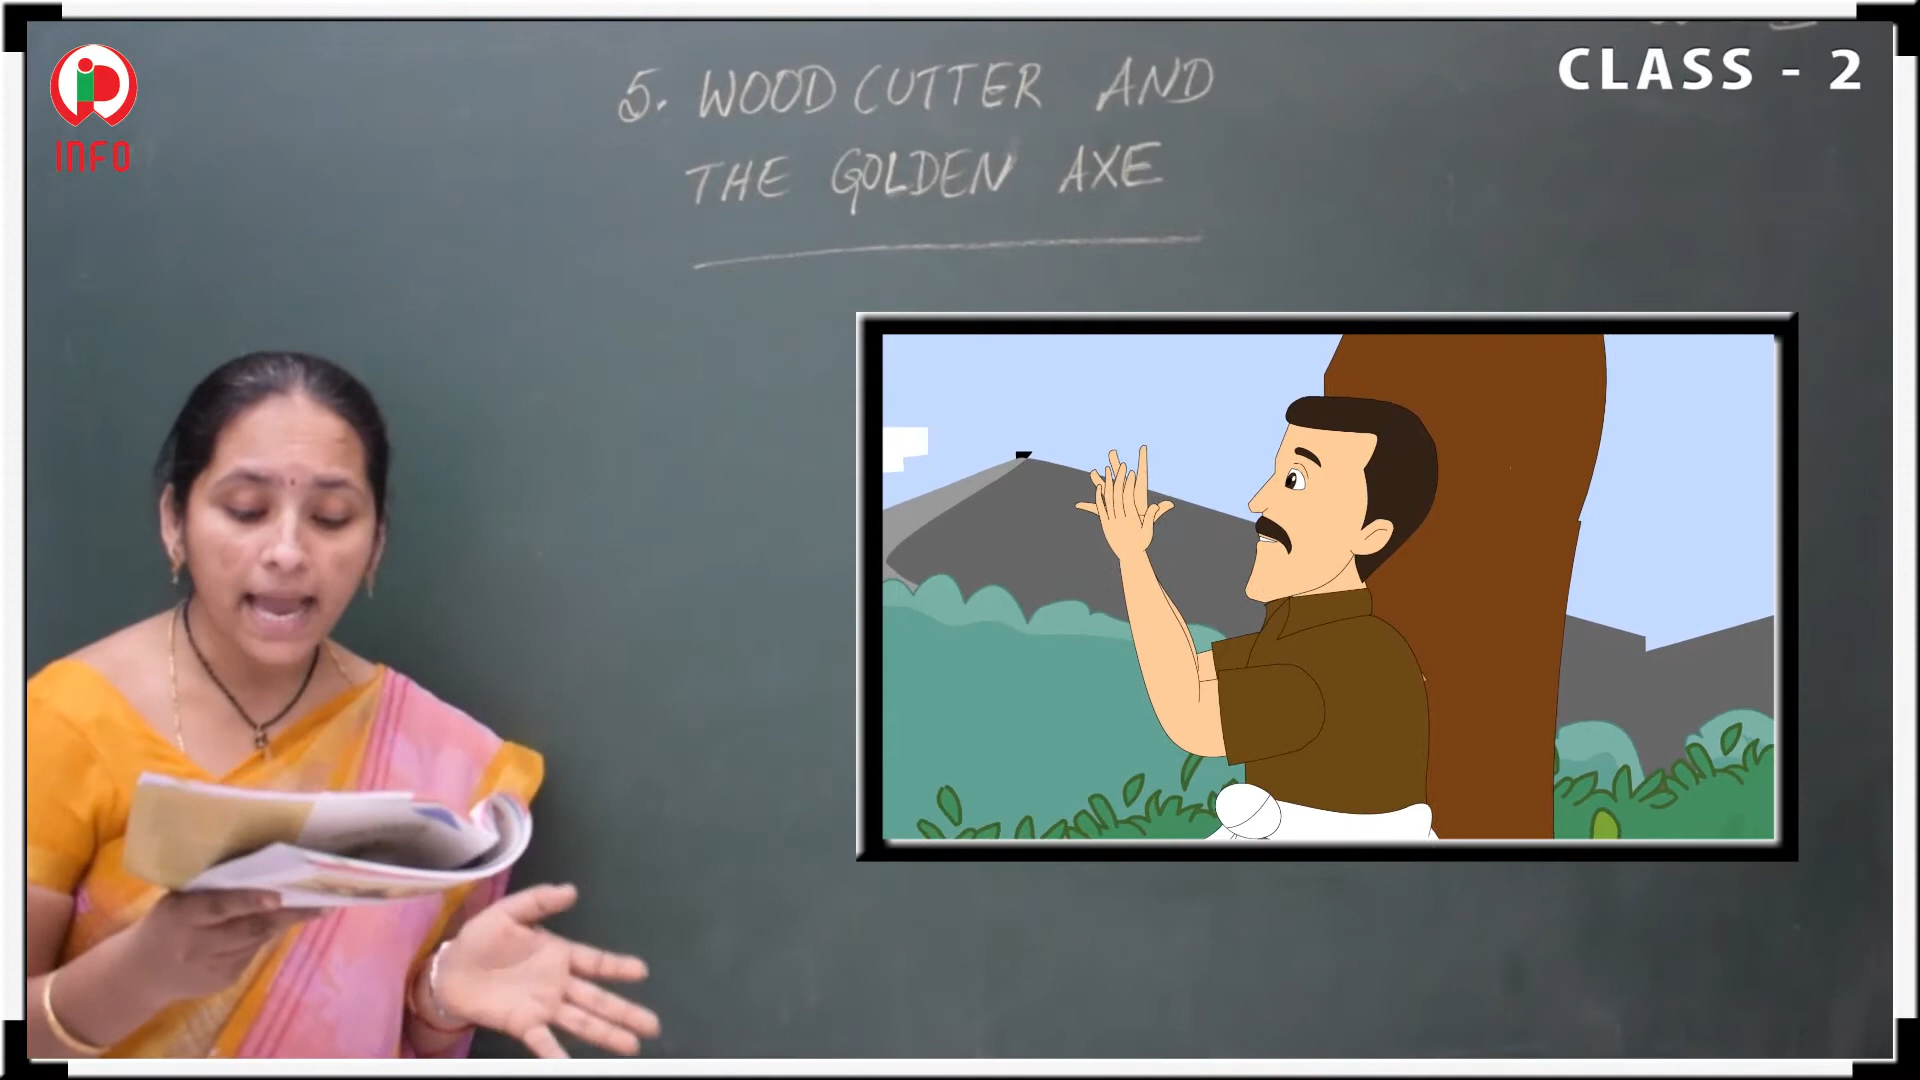 INFO
CLASS - 2
5. WOOD CUTTER AND
THE GOLDEN AXE